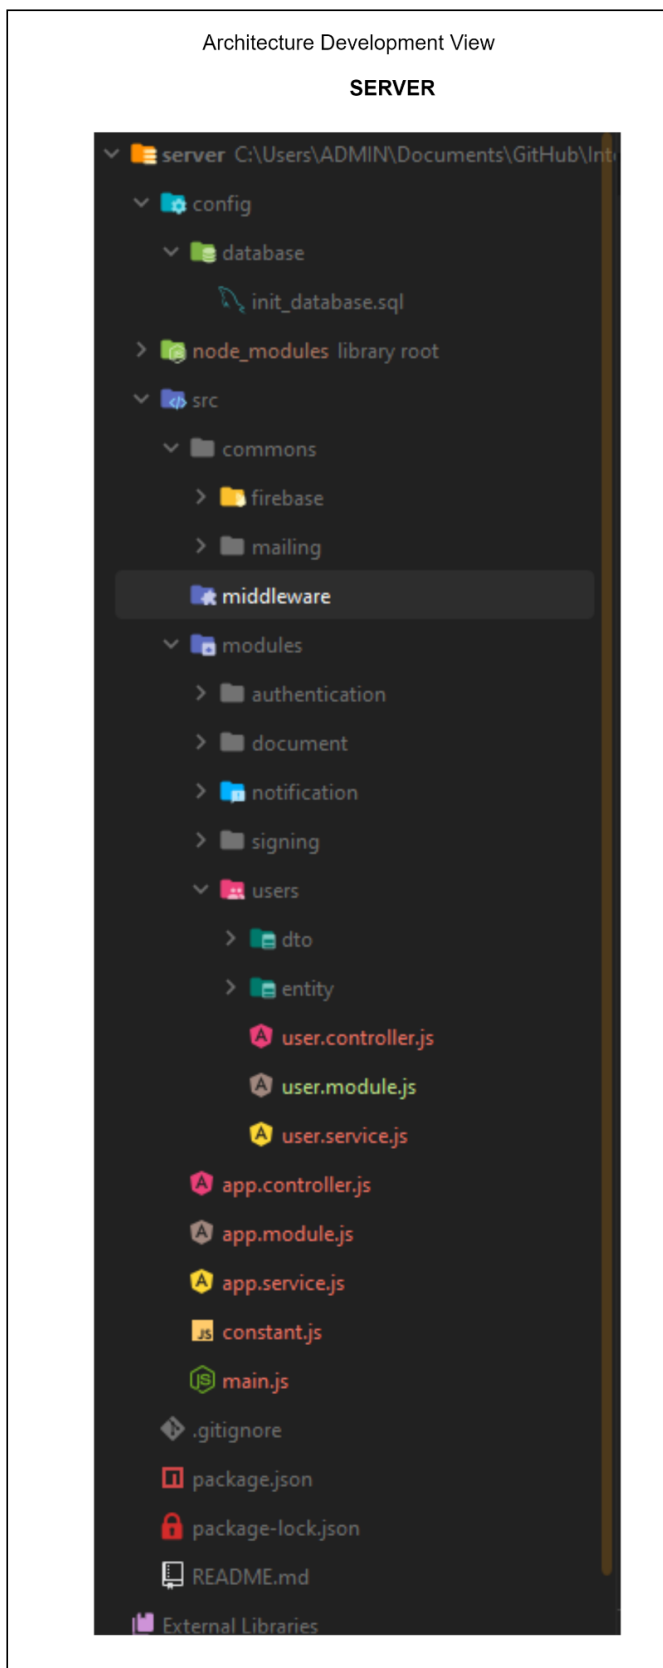 Architecture Development View
SERVER
server C:\Users\ADMIN\Documents\GitHub\Int
config
database
init_database.sql
node_modules library root
src
commons
firebase
mailing
middleware
modules
authentication
document
notification
signing
users
dto
entity
user.controller.js
user.module.js
user.service.js
app.controller.js
app.module.js
app.service.js
JS constant.js
JS main.js
.gitignore
package.json
package-lock.json
README.md
External Libraries